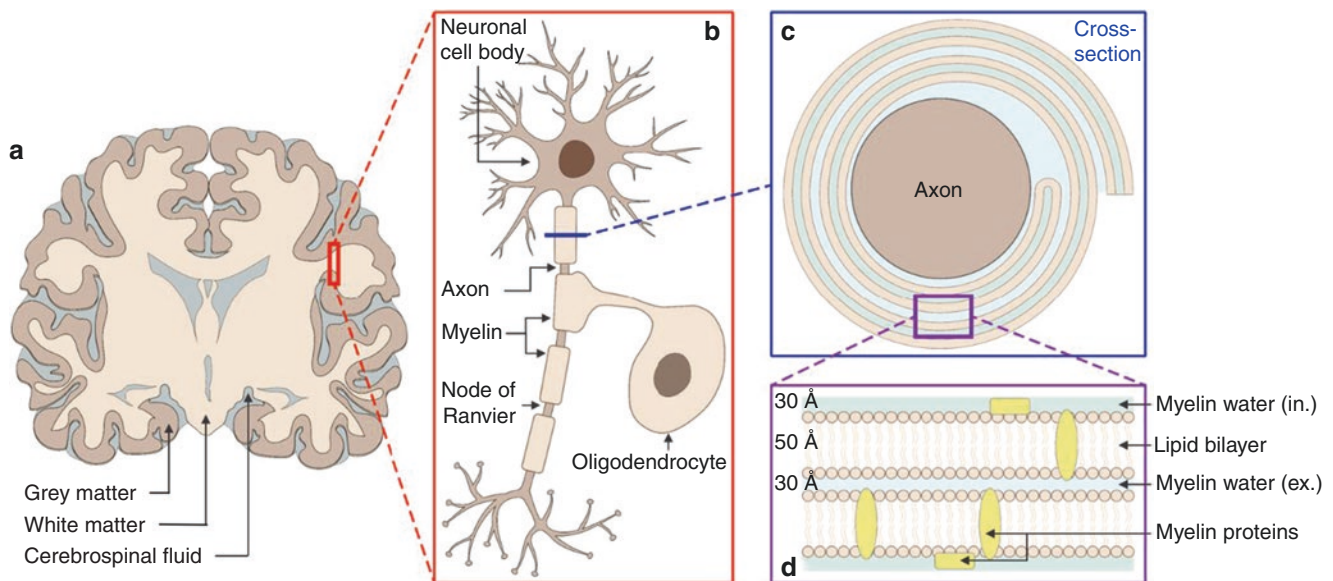 a
Grey matter
White matter
Cerebrospinal fluid
b
Neuronal
cell body
Axon
Myelin
Node of
Ranvier
Oligodendrocyte
c
Cross-
section
Axon
30 Å
50 Å
30 Å
Myelin water (in.)
Lipid bilayer
Myelin water (ex.)
Myelin proteins
d